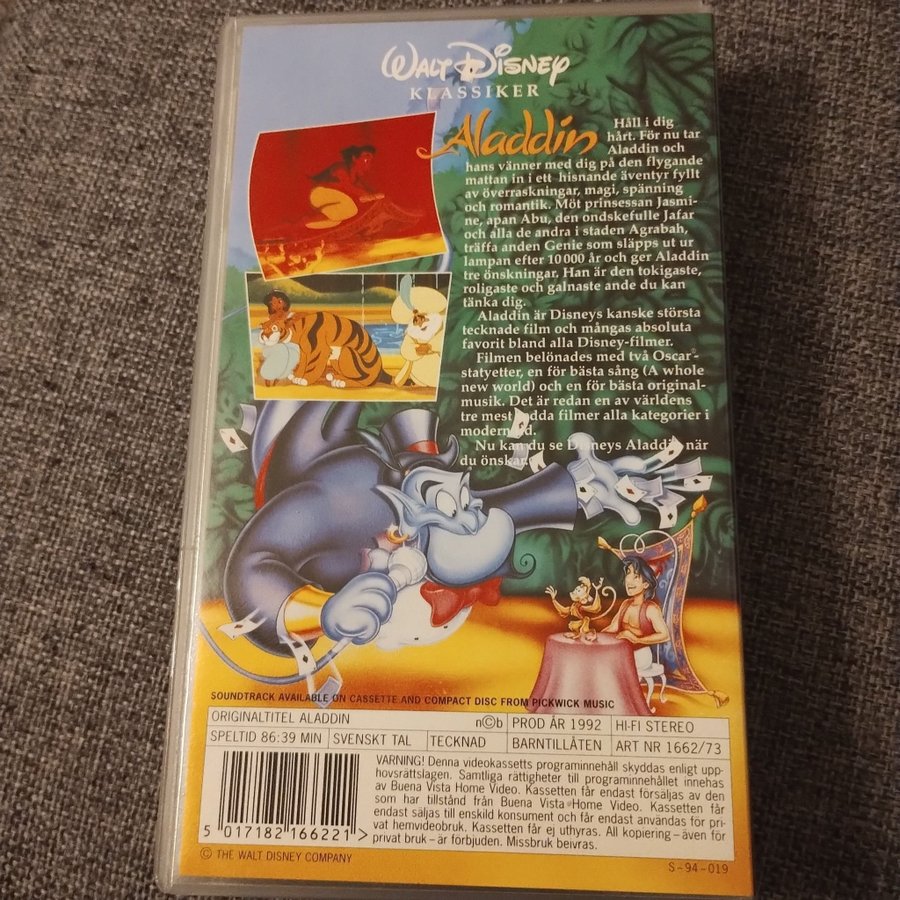 Walt Disney
KLASSIKER
Aladdin
Håll i dig
hårt. För nu tar
Aladdin och
hans vänner med dig på den flygande
mattan in i ett hisnande äventyr fyllt
av överraskningar, magi, spänning
och romantik. Möt prinsessan Jasmi-
ne, apan Abu, den ondskefulle Jafar
och alla de andra i staden Agrabah,
träffa anden Genie som släpps ut ur
lampan efter 10 000 år och ger Aladdin
tre önskningar. Han är den tokigaste,
roligaste och galnaste ande du kan
tänka dig.
Aladdin är Disneys kanske största
tecknade film och mångas absoluta
favorit bland alla Disney-filmer.
Filmen belönades med två Oscar®
statyetter, en för bästa sång (A whole
new world) och en för bästa original-
musik. Det är redan en av världens
tre mest sedda filmer alla kategorier i
modern
Nu kan du se Disneys Aladdin när
du önskar.
SOUNDTRACK AVAILABLE ON CASSETTE AND COMPACT DISC FROM PICKWICK MUSIC
ORIGINALTITEL ALADDIN n©b PROD ÅR 1992 HI-FI STEREO
SPELTID 86:39 MIN SVENSKT TAL TECKNAD BARNTILLÅTEN ART NR 1662/73
VARNING! Denna videokassetts programinnehåll skyddas enligt upp-
hovsrättslagen. Samtliga rättigheter till programinnehållet innehas
av Buena Vista Home Video. Kassetten får endast försäljas av den
som har tillstånd från Buena Vista Home Video. Kassetten får
endast säljas till enskild konsument och får endast användas för pri-
vat hemvideobruk. Kassetten får ej uthyras. All kopiering – även för
privat bruk – är förbjuden. Missbruk beivras.
5 017182 166221 >
© THE WALT DISNEY COMPANY
S-94-019